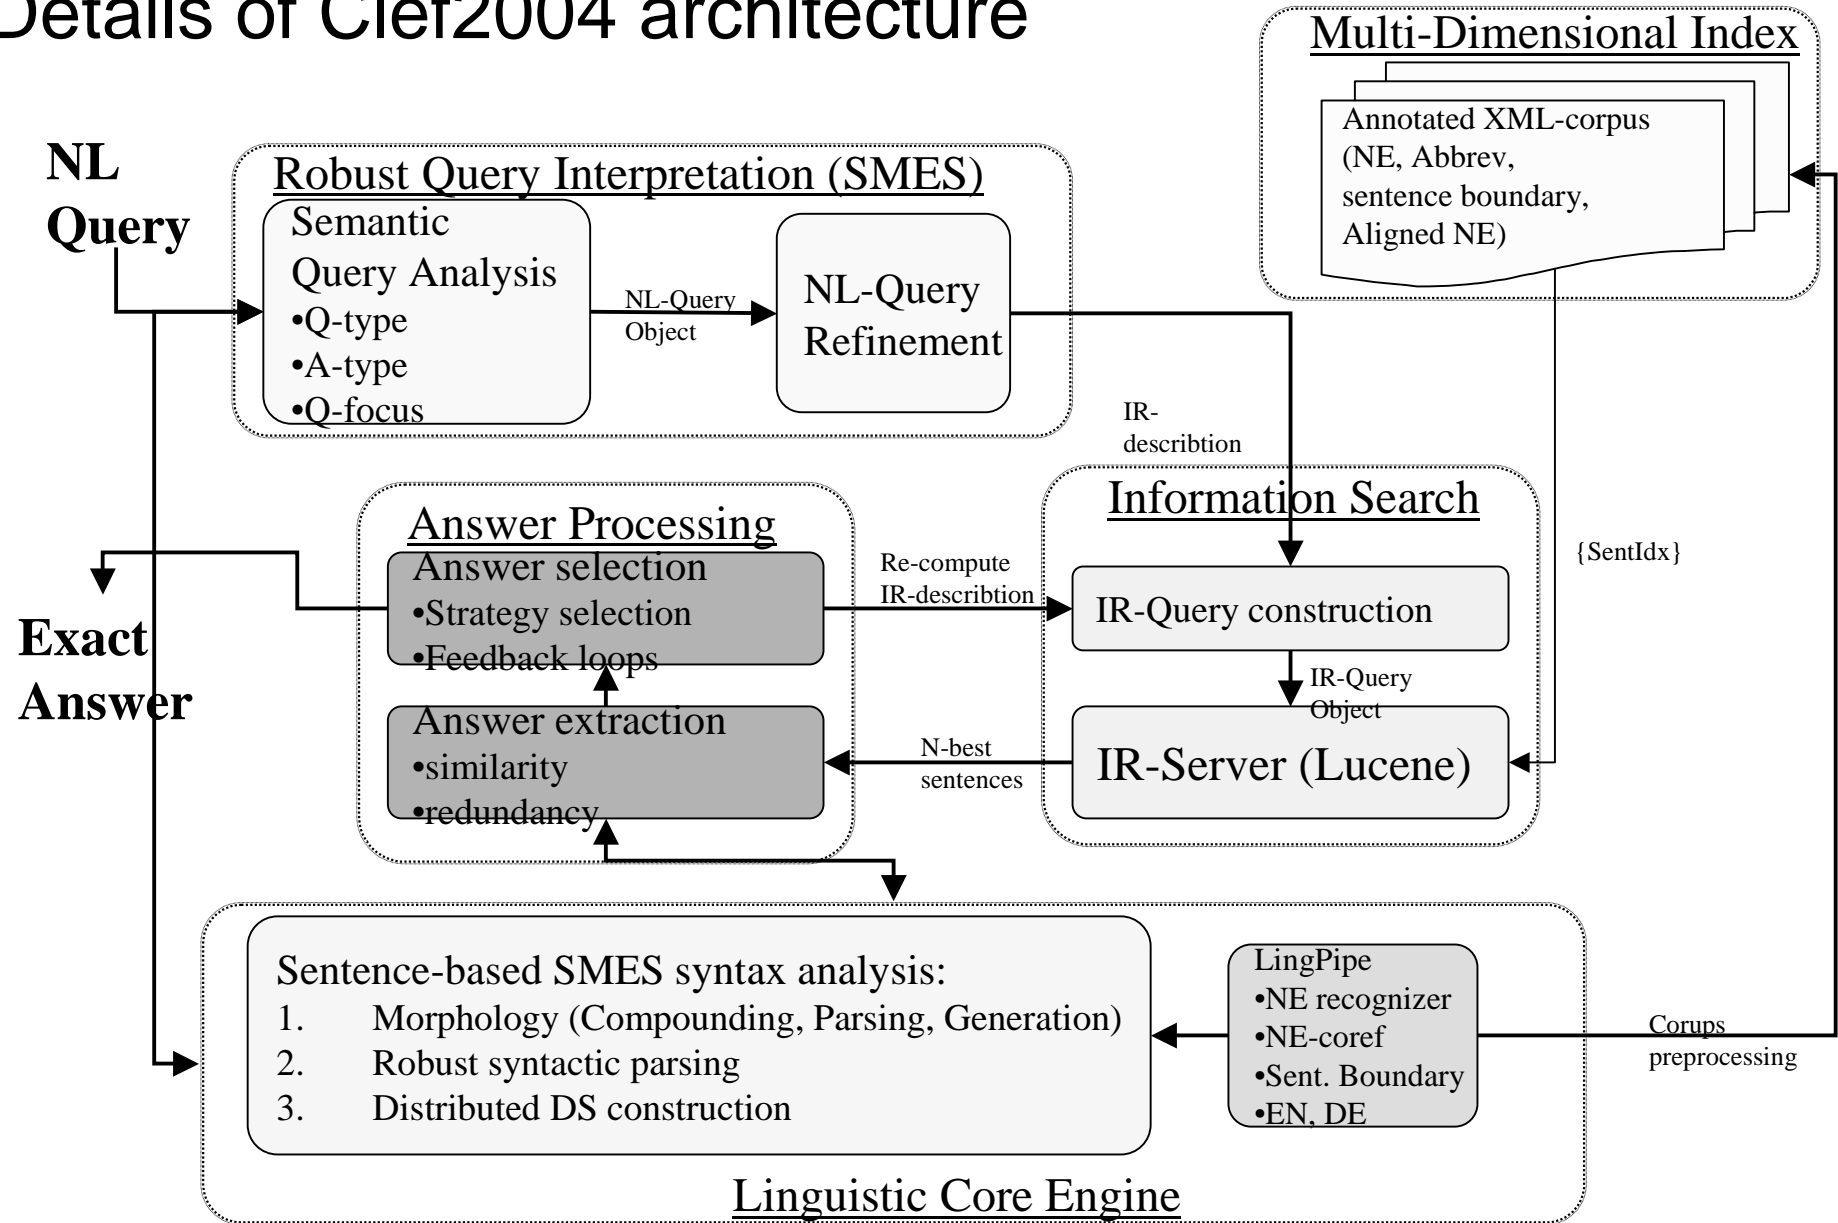 Details of Clef2004 architecture
Multi-Dimensional Index
Annotated XML-corpus
(NE, Abbrev,
sentence boundary,
Aligned NE)
NL
Query
Robust Query Interpretation (SMES)
Semantic
Query Analysis
•Q-type
•A-type
•Q-focus
NL-Query
Object
NL-Query
Refinement
IR-
describtion
Information Search
{SentIdx}
Answer Processing
Answer selection
•Strategy selection
•Feedback loops
Re-compute
IR-describtion
IR-Query construction
Exact
Answer
IR-Query
Object
Answer extraction
•similarity
•redundancy
N-best
sentences
IR-Server (Lucene)
Sentence-based SMES syntax analysis:
1. Morphology (Compounding, Parsing, Generation)
2. Robust syntactic parsing
3. Distributed DS construction
LingPipe
•NE recognizer
•NE-coref
•Sent. Boundary
•EN, DE
Corups
preprocessing
Linguistic Core Engine